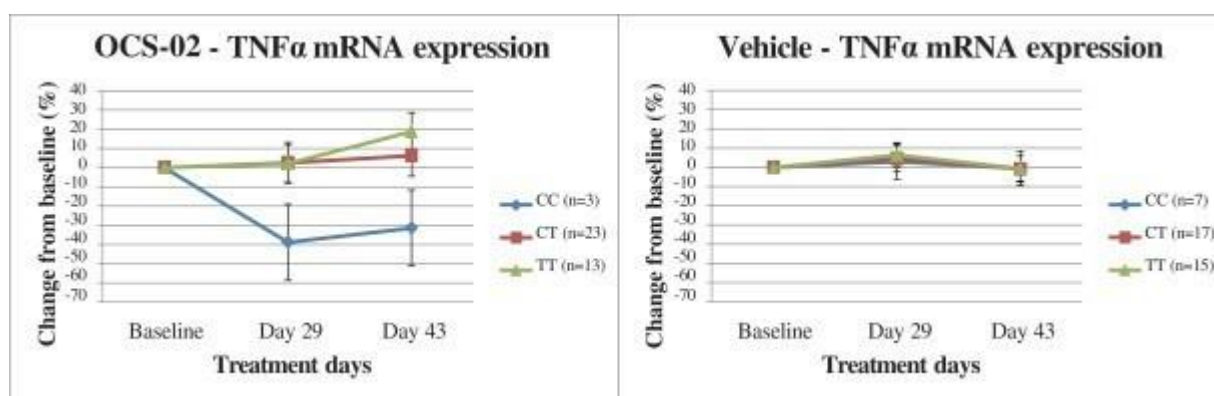 OCS-02 - TNFα mRNA expression
Change from baseline (%)
40
30
20
10
0
-10
-20
-30
-40
-50
-60
-70
Baseline
Day 29
Day 43
Treatment days
CC (n=3)
CT (n=23)
TT (n=13)
Vehicle - TNFα mRNA expression
Change from baseline (%)
40
30
20
10
0
-10
-20
-30
-40
-50
-60
-70
Baseline
Day 29
Day 43
Treatment days
CC (n=7)
CT (n=17)
TT (n=15)